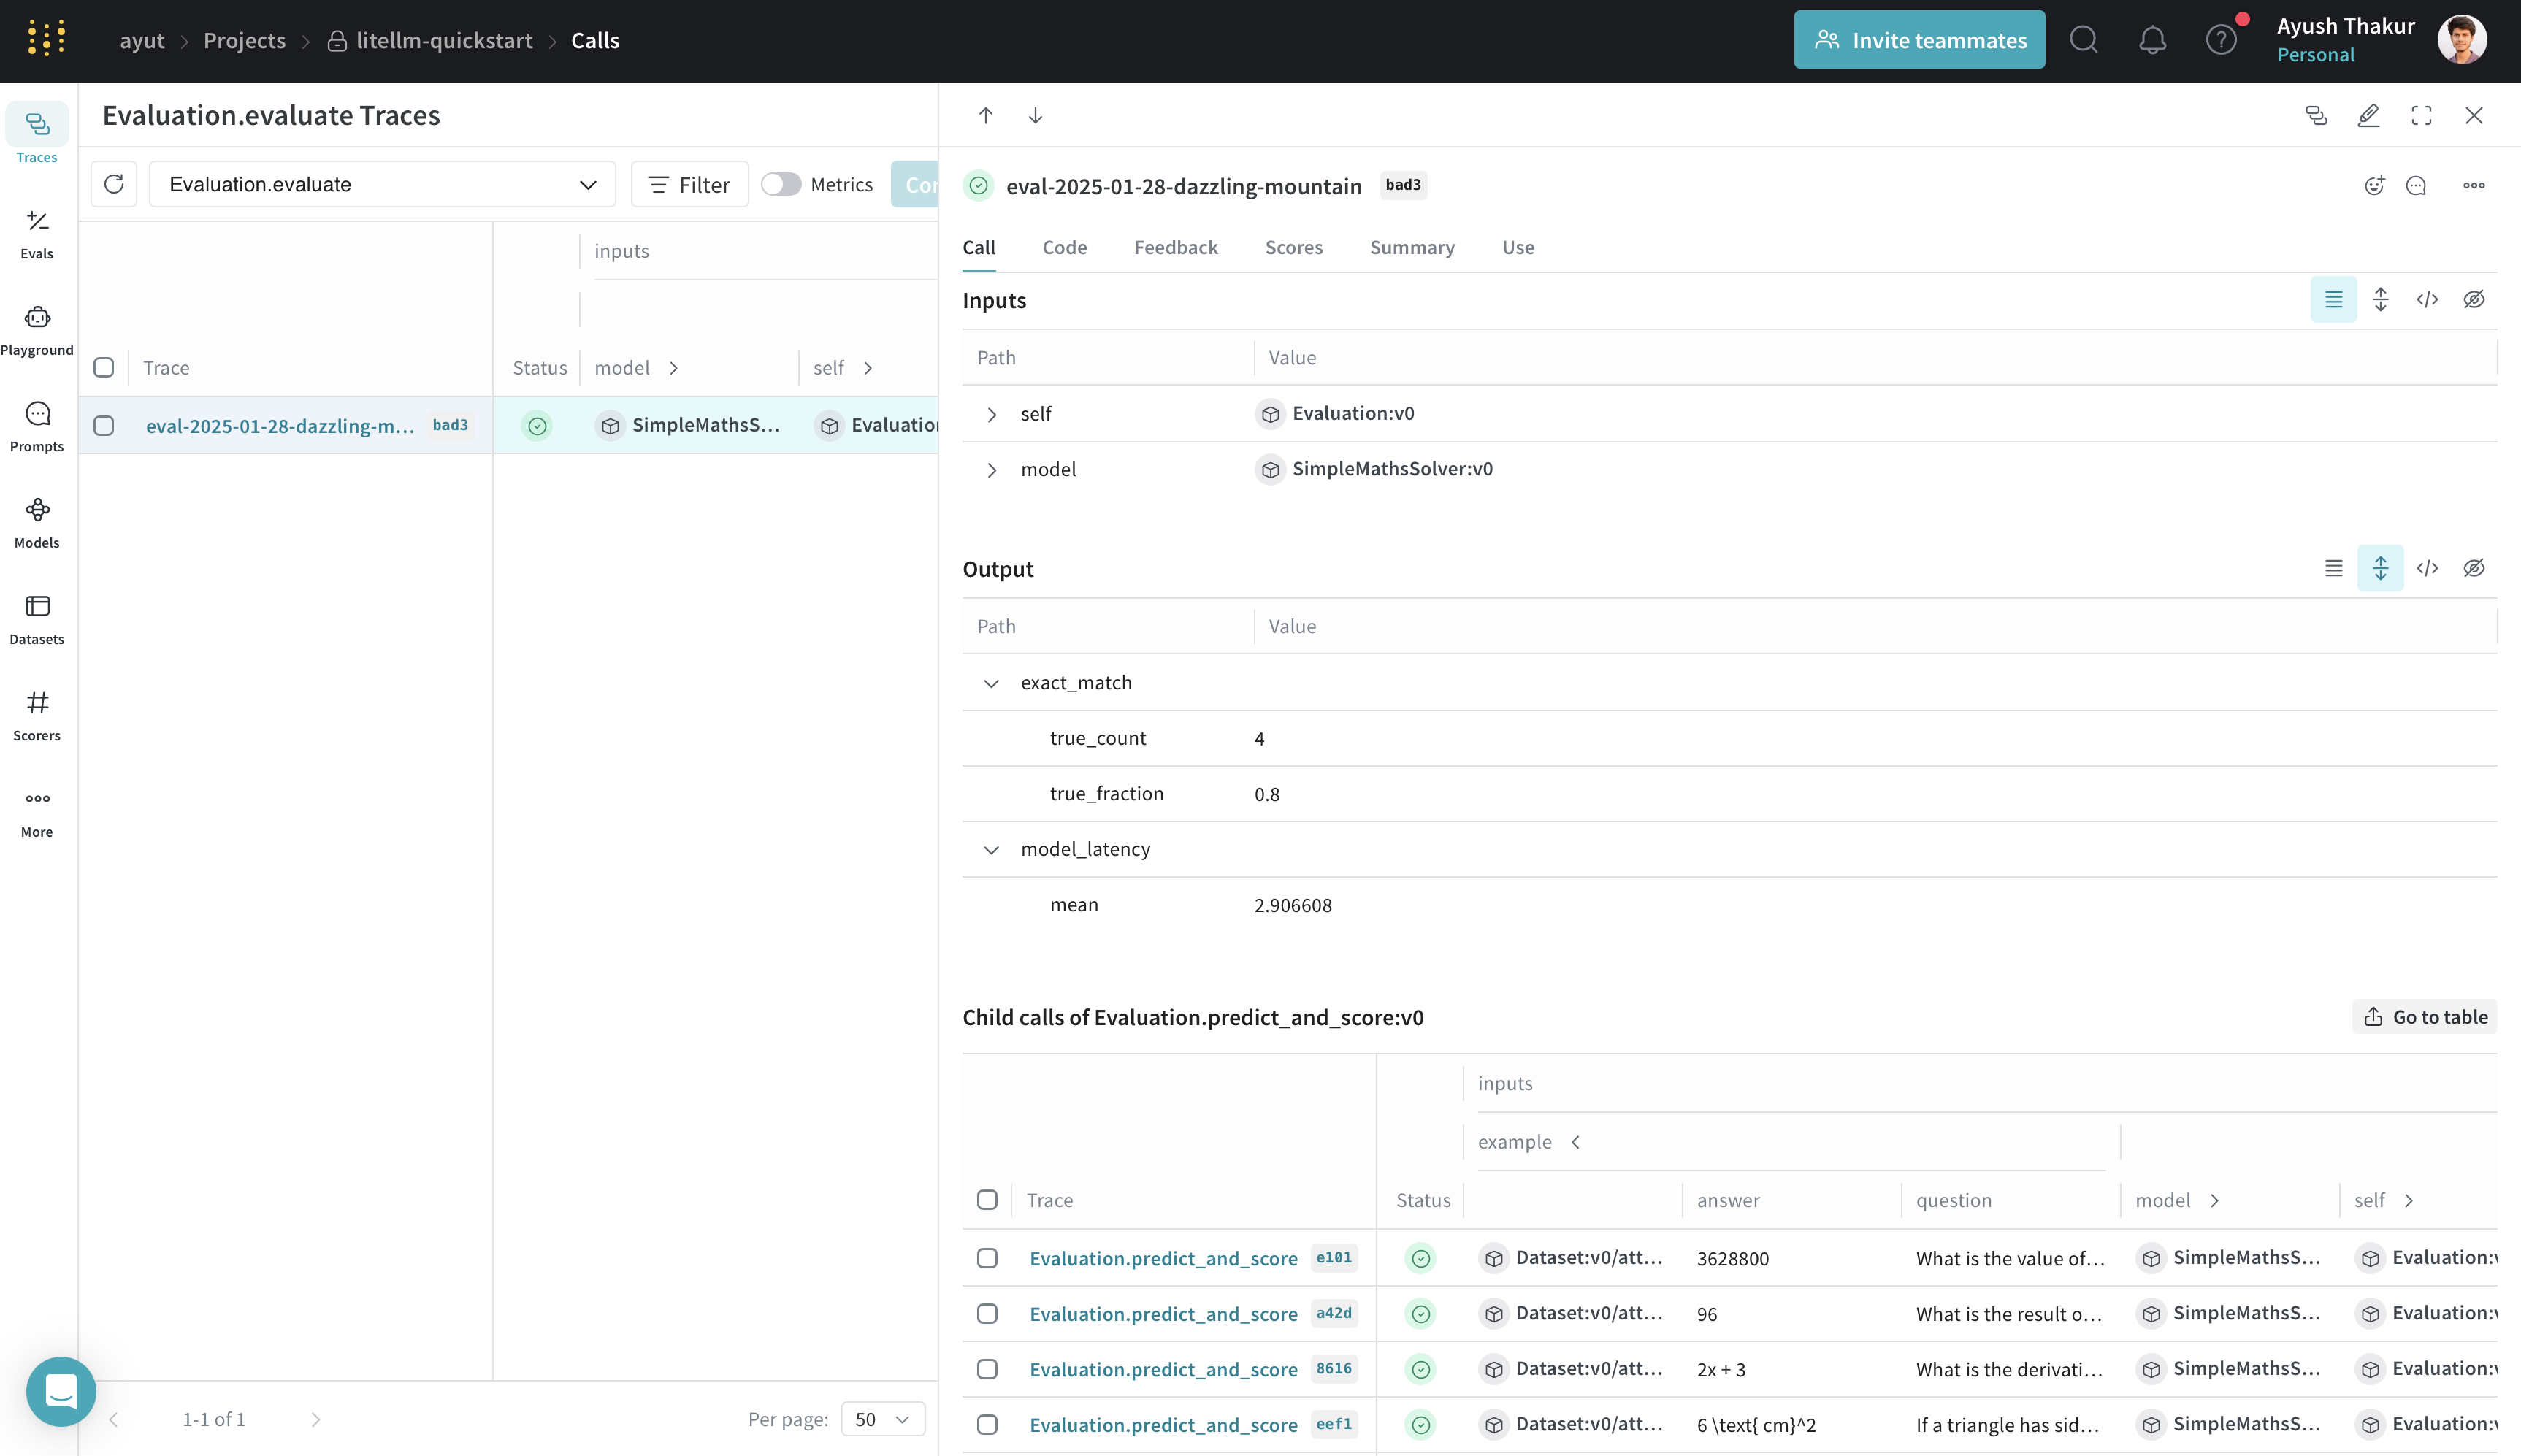 ayut > Projects > litellm-quickstart > Calls
Invite teammates
Ayush Thakur
Personal
Traces
Evals
Playground
Prompts
Models
Datasets
Scorers
More
Evaluation.evaluate Traces
Evaluation.evaluate
Filter
Metrics
inputs
Trace Status model self
eval-2025-01-28-dazzling-m... bad3 SimpleMathsS...
1-1 of 1
Per page: 50
eval-2025-01-28-dazzling-mountain bad3
Call Code Feedback Scores Summary Use
Inputs
Path Value
self Evaluation:v0
model SimpleMathsSolver:v0
Output
Path Value
exact_match
true_count 4
true_fraction 0.8
model_latency
mean 2.906608
Child calls of Evaluation.predict_and_score:v0
Go to table
inputs
example
Trace Status answer question model self
Evaluation.predict_and_score e101 Dataset:v0/att... 3628800 What is the value of... SimpleMathsS... Evaluation:
Evaluation.predict_and_score a42d Dataset:v0/att... 96 What is the result o... SimpleMathsS... Evaluation:
Evaluation.predict_and_score 8616 Dataset:v0/att... 2x + 3 What is the derivati... SimpleMathsS... Evaluation:
Evaluation.predict_and_score eef1 Dataset:v0/att... 6 \text{ cm}^2 If a triangle has sid... SimpleMathsS... Evaluation: